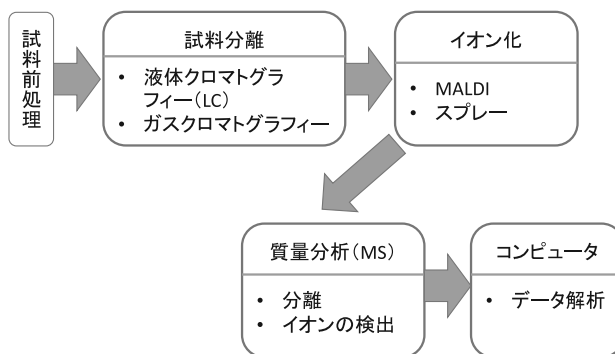 試料前処理
試料分離
• 液体クロマトグラ
フィー(LC)
• ガスクロマトグラフィー
イオン化
• MALDI
• スプレー
質量分析(MS)
• 分離
• イオンの検出
コンピュータ
• データ解析